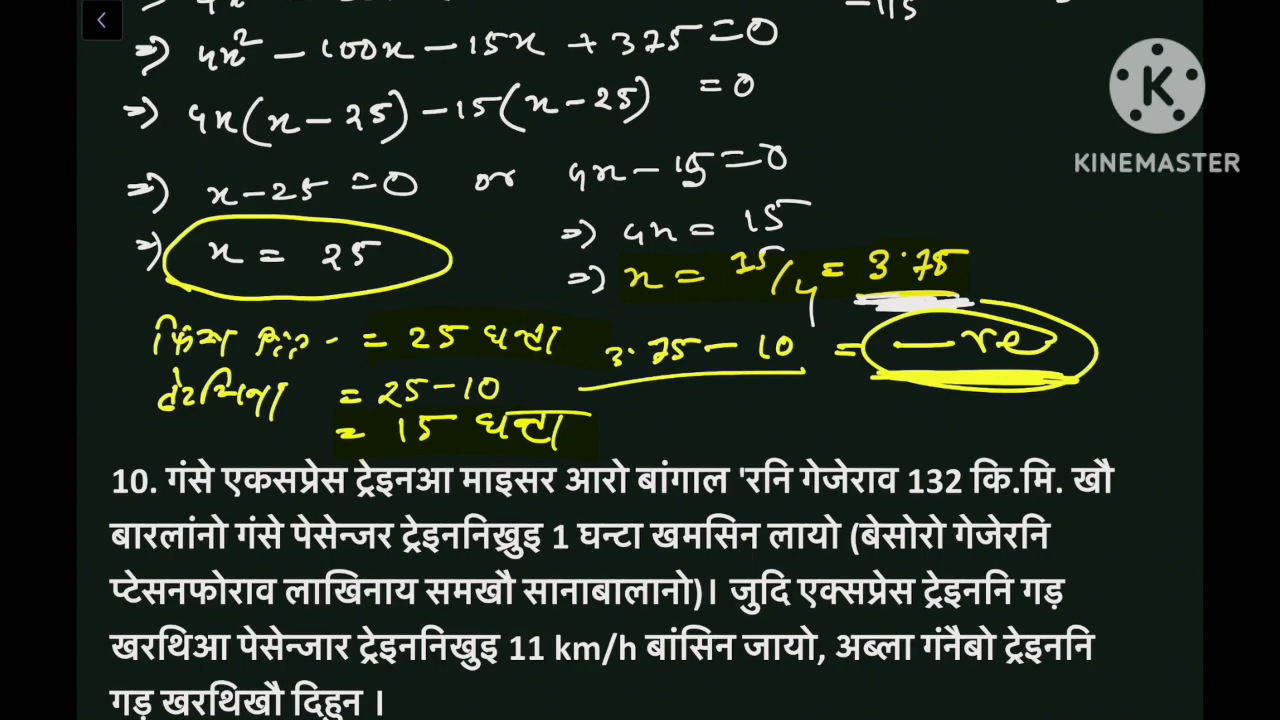 ⇒) 4x² – 100x – 15x + 375 = 0
⇒) 4x(x – 25) – 15(x – 25) = 0
⇒) x – 25 = 0 or 4x – 15 = 0
⇒) x = 25 ⇒) 4x = 15
⇒) x = 15/4 = 3.75
= 25 घन्टा 3.75 – 10 = –ve
= 25 – 10
= 15 घन्टा
10. गंसे एकसप्रेस ट्रेइनआ माइसर आरो बांगाल 'रनि गेजेराव 132 कि.मि. खौ
बारलांनो गंसे पेसेन्जर ट्रेइननिख्रुइ 1 घन्टा खमसिन लायो (बेसोरो गेजेरनि
प्टेसनफोराव लाखिनाय समखौ सानाबालानो)। जुदि एक्सप्रेस ट्रेइननि गड़
खरथिआ पेसेन्जार ट्रेइननिखुइ 11 km/h बांसिन जायो, अब्ला गंनैबो ट्रेइननि
गड़ खरथिखौ दिहुन ।
KINEMASTER